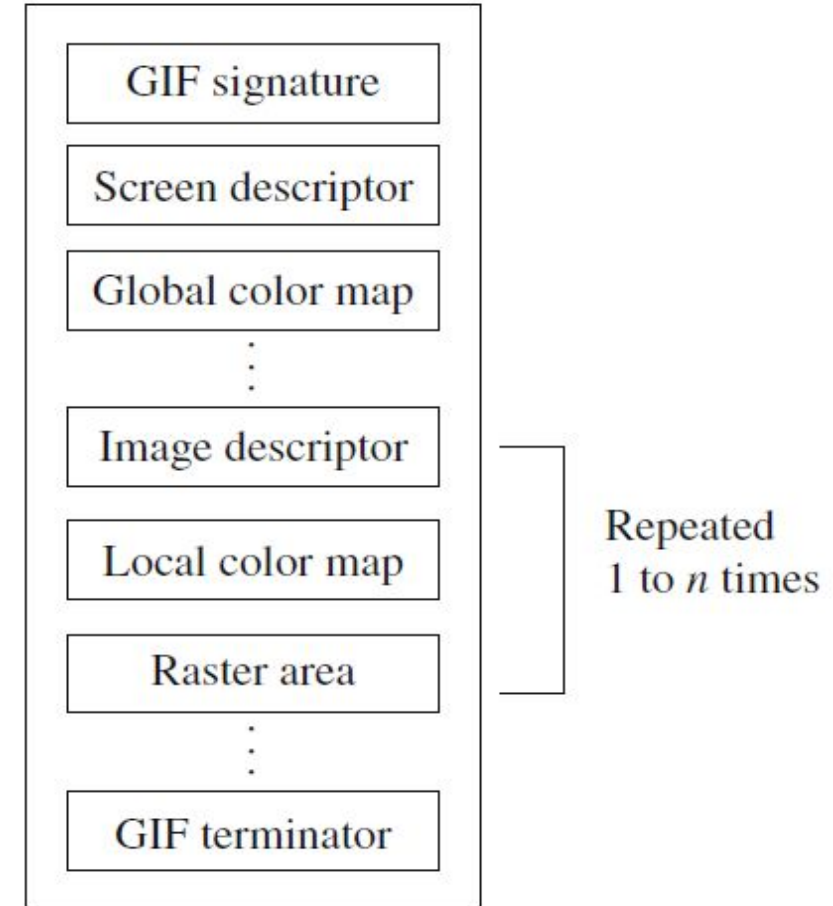 GIF signature
Screen descriptor
Global color map
Image descriptor
Local color map
Raster area
GIF terminator
Repeated
1 to n times